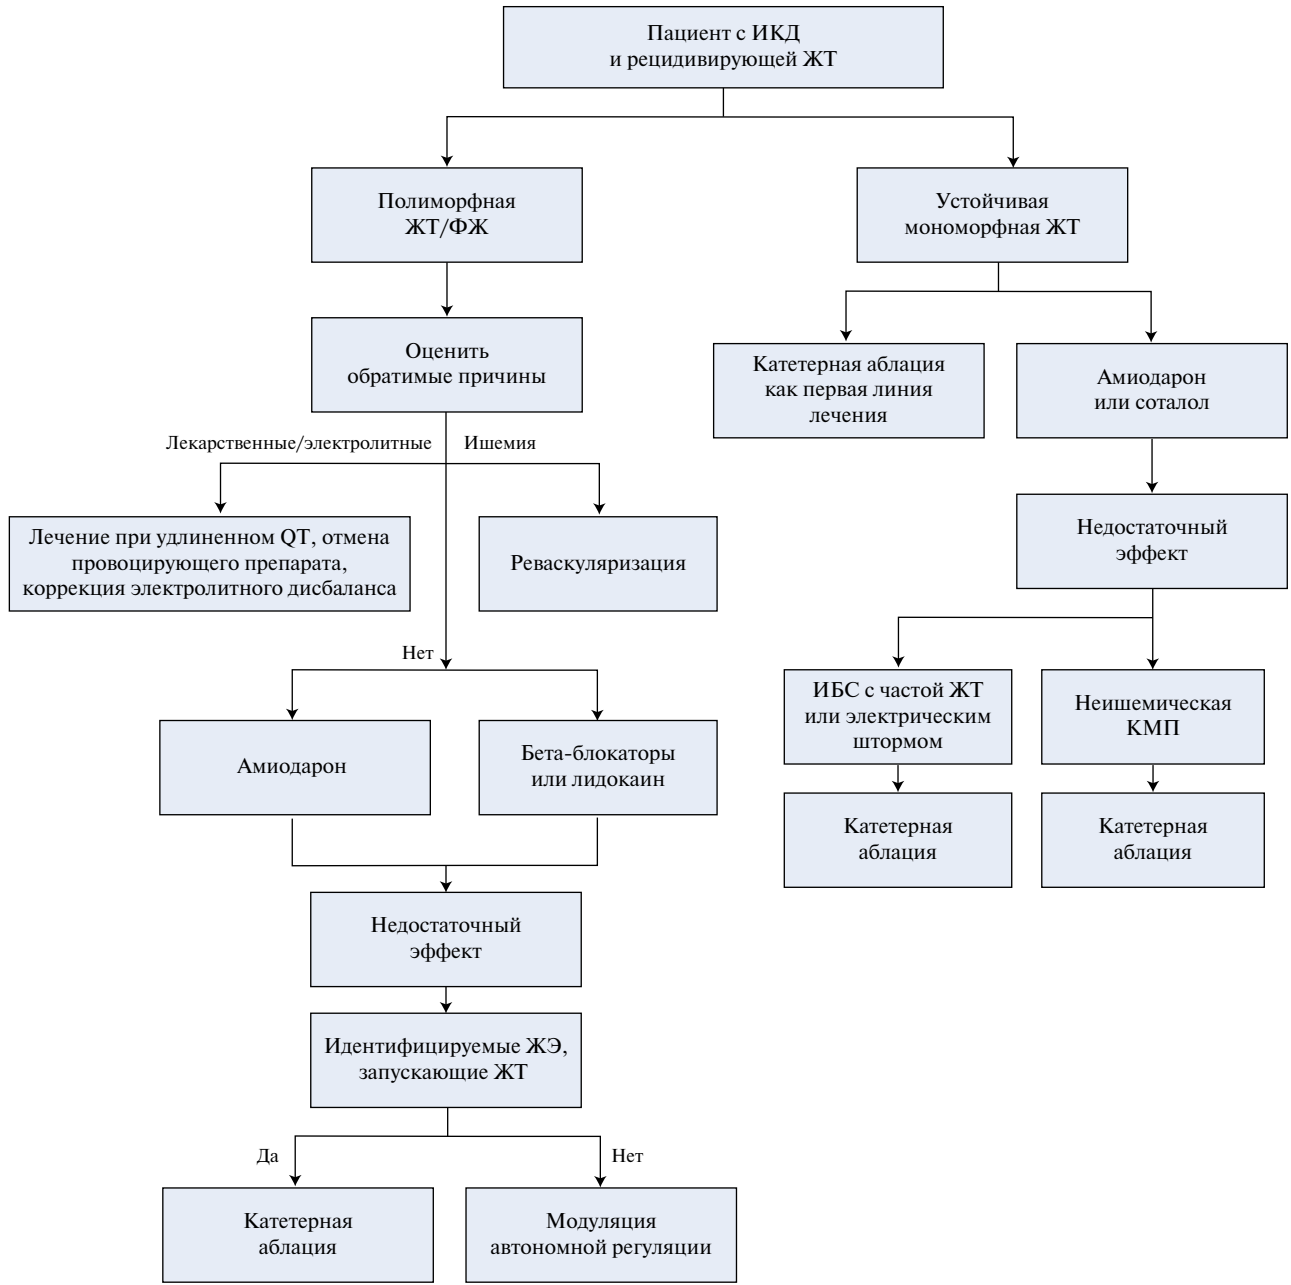 Пациент с ИКД
и рецидивирующей ЖТ
Полиморфная
ЖТ/ФЖ
Устойчивая
мономорфная ЖТ
Оценить
обратимые причины
Катетерная аблация
как первая линия
лечения
Амиодарон
или соталол
Лекарственные/электролитные
Ишемия
Лечение при удлиненном QT, отмена
провоцирующего препарата,
коррекция электролитного дисбаланса
Реваскуляризация
Недостаточный
эффект
Нет
ИБС с частой ЖТ
или электрическим
штормом
Неишемическая
КМП
Амиодарон
Бета-блокаторы
или лидокаин
Катетерная
аблация
Катетерная
аблация
Недостаточный
эффект
Идентифицируемые ЖЭ,
запускающие ЖТ
Да
Нет
Катетерная
аблация
Модуляция
автономной регуляции